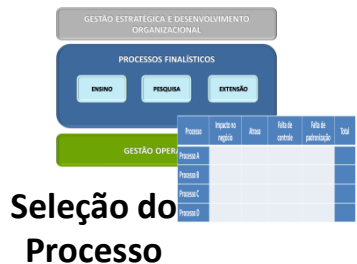 GESTÃO ESTRATÉGICA E DESENVOLVIMENTO
ORGANIZACIONAL
PROCESSOS FINALÍSTICOS
ENSINO PESQUISA EXTENSÃO
GESTÃO OPERA
Processo Impacto no negócio Atraso Falta de controle Falta de padronização Total
Processo A
Processo B
Processo C
Processo D
Seleção do
Processo